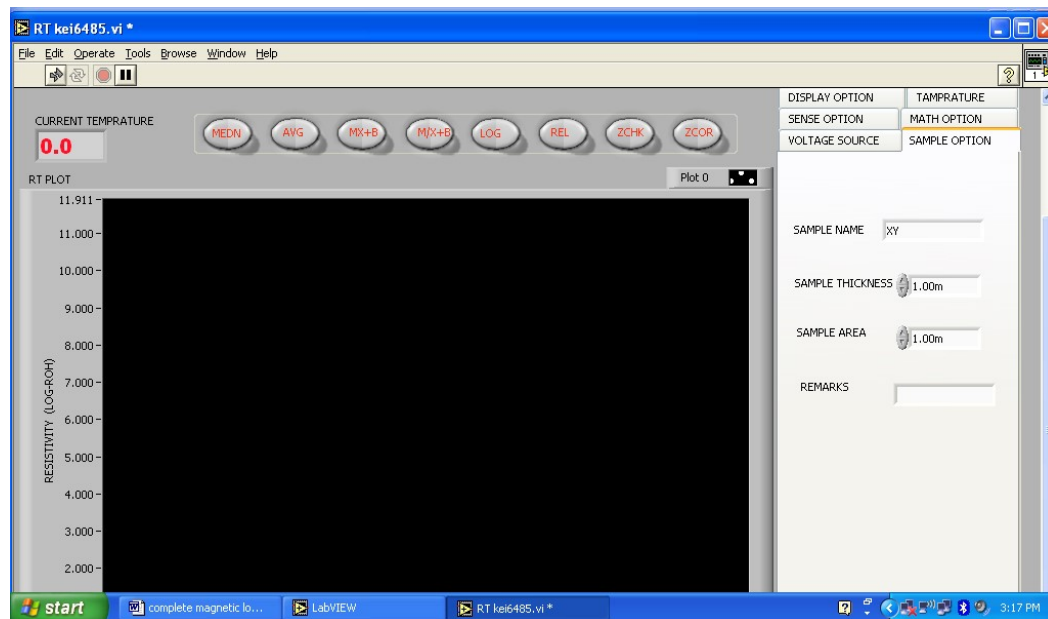 RT kei6485.vi *
File Edit Operate Tools Browse Window Help
CURRENT TEMPRATURE
0.0
MEDN AVG MX+B M/X+B LOG REL ZCHK ZCOR
RT PLOT
Plot 0
11.911
11.000
10.000
9.000
8.000
7.000
6.000
5.000
4.000
3.000
2.000
RESISTIVITY (LOG-ROH)
DISPLAY OPTION TAMPRATURE
SENSE OPTION MATH OPTION
VOLTAGE SOURCE SAMPLE OPTION
SAMPLE NAME XY
SAMPLE THICKNESS 1.00m
SAMPLE AREA 1.00m
REMARKS
start complete magnetic lo... LabVIEW RT kei6485.vi * 3:17 PM